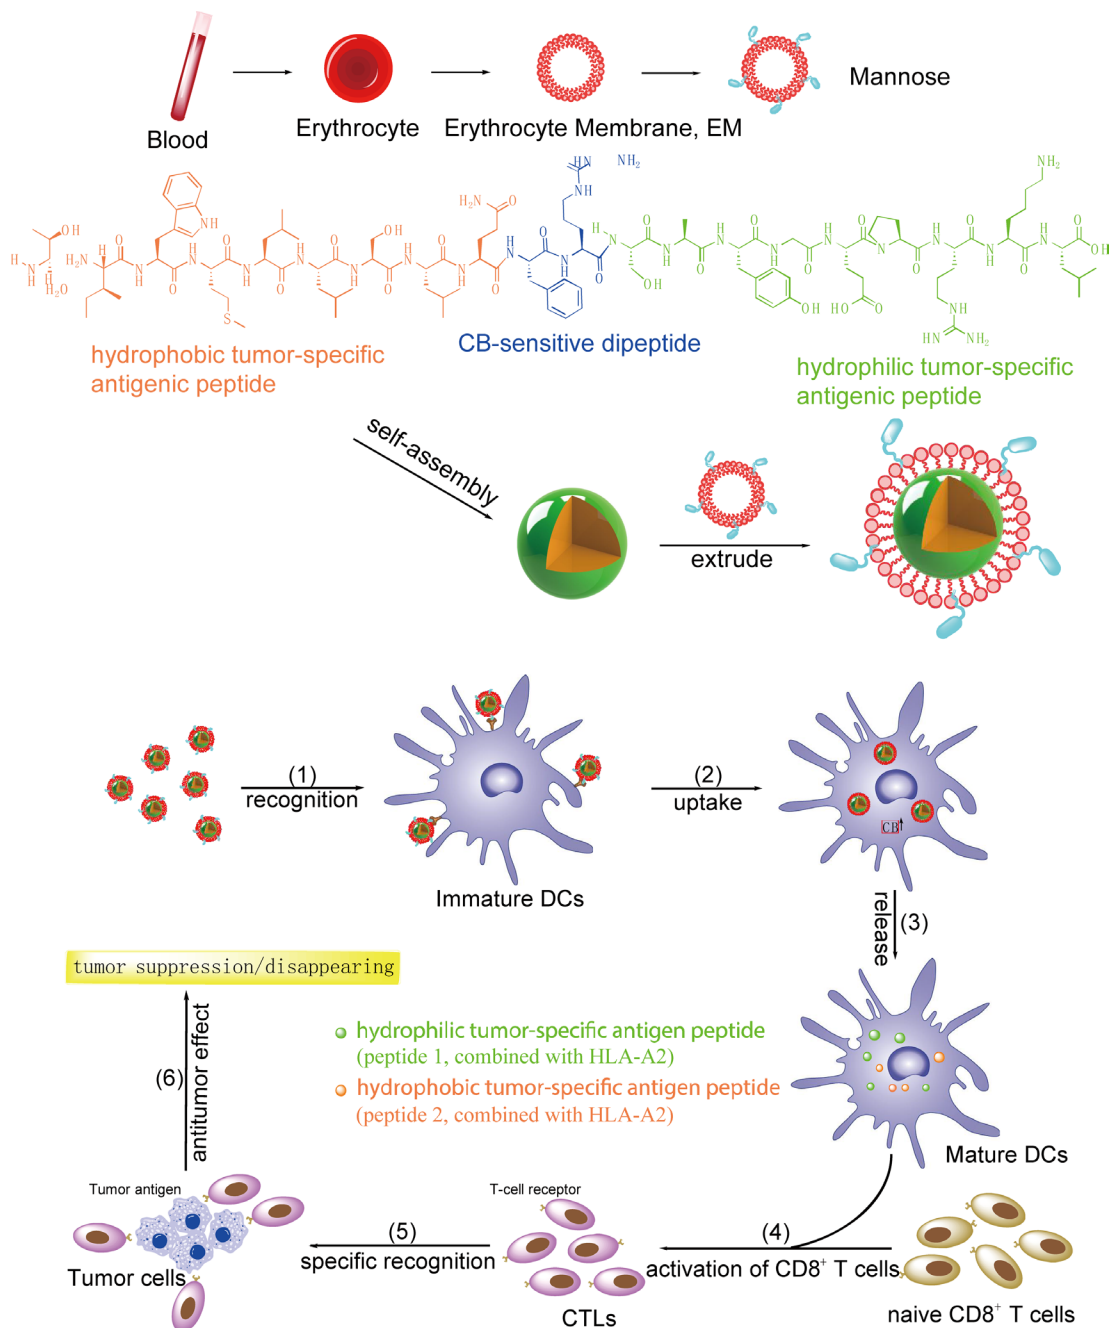 Blood
Erythrocyte
Erythrocyte Membrane, EM
Mannose
hydrophobic tumor-specific
antigenic peptide
CB-sensitive dipeptide
hydrophilic tumor-specific
antigenic peptide
self-assembly
extrude
(1)
recognition
Immature DCs
(2)
uptake
CB
release
(3)
tumor suppression/disappearing
hydrophilic tumor-specific antigen peptide
(peptide 1, combined with HLA-A2)
hydrophobic tumor-specific antigen peptide
(peptide 2, combined with HLA-A2)
Mature DCs
(4)
activation of CD8⁺ T cells
naive CD8⁺ T cells
T-cell receptor
CTLs
(5)
specific recognition
Tumor antigen
Tumor cells
(6)
antitumor effect